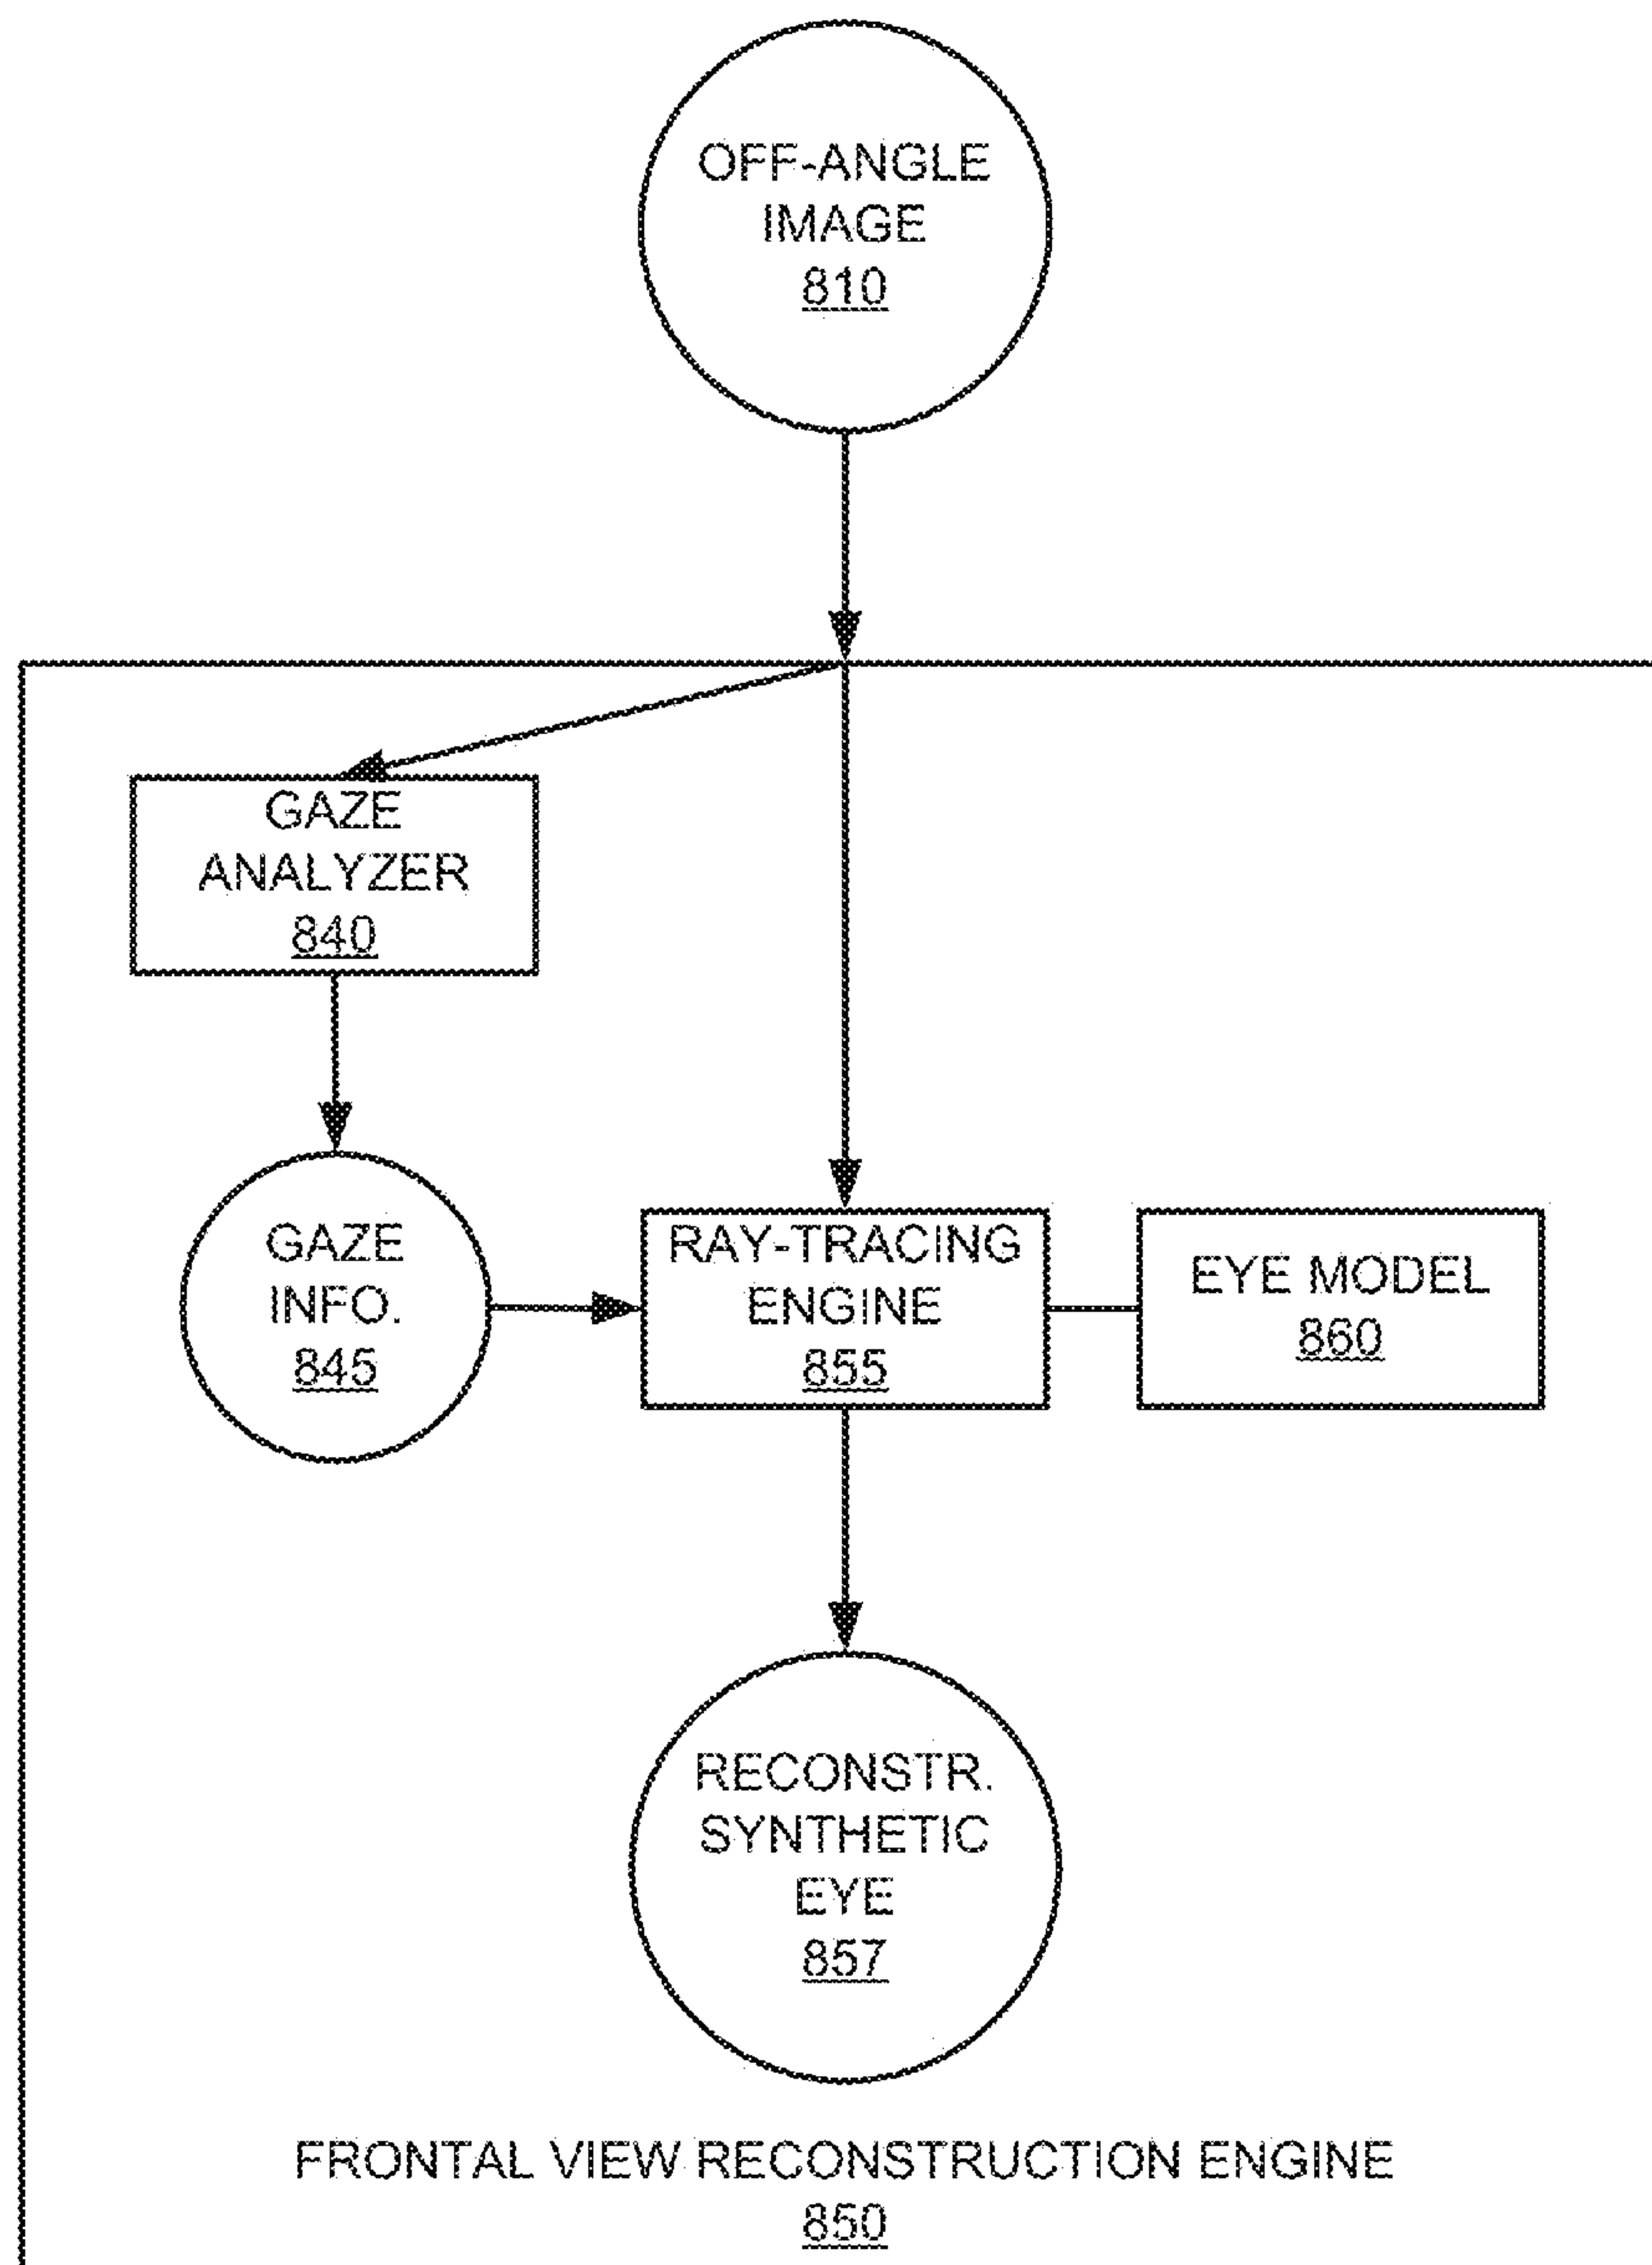 OFF-ANGLE
IMAGE
810
GAZE
ANALYZER
840
GAZE
INFO.
845
RAY-TRACING
ENGINE
855
EYE MODEL
860
RECONSTR.
SYNTHETIC
EYE
857
FRONTAL VIEW RECONSTRUCTION ENGINE
850